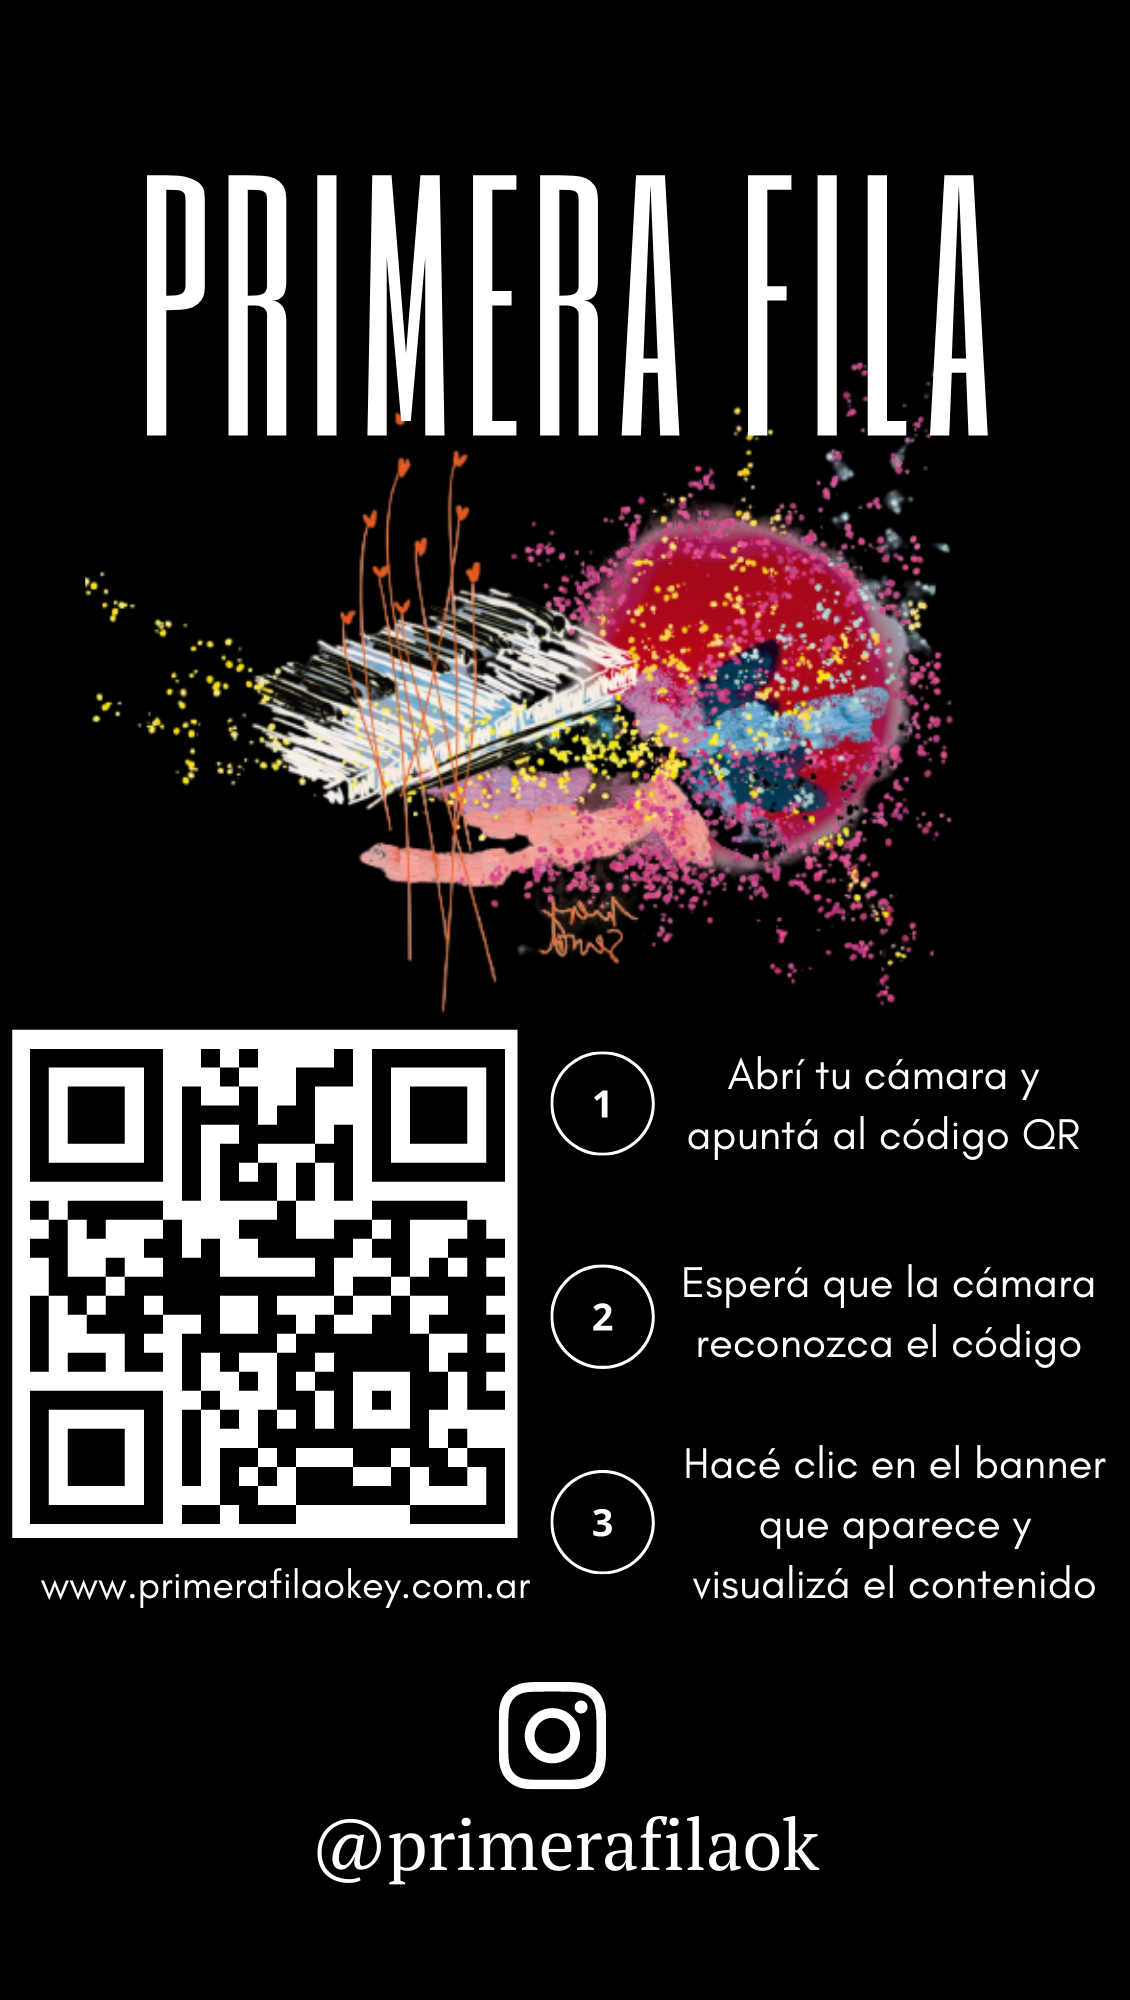 PRIMERA FILA
1
Abrí tu cámara y
apuntá al código QR
2
Esperá que la cámara
reconozca el código
3
Hacé clic en el banner
que aparece y
visualizá el contenido
www.primerafilaokey.com.ar
@primerafilaok